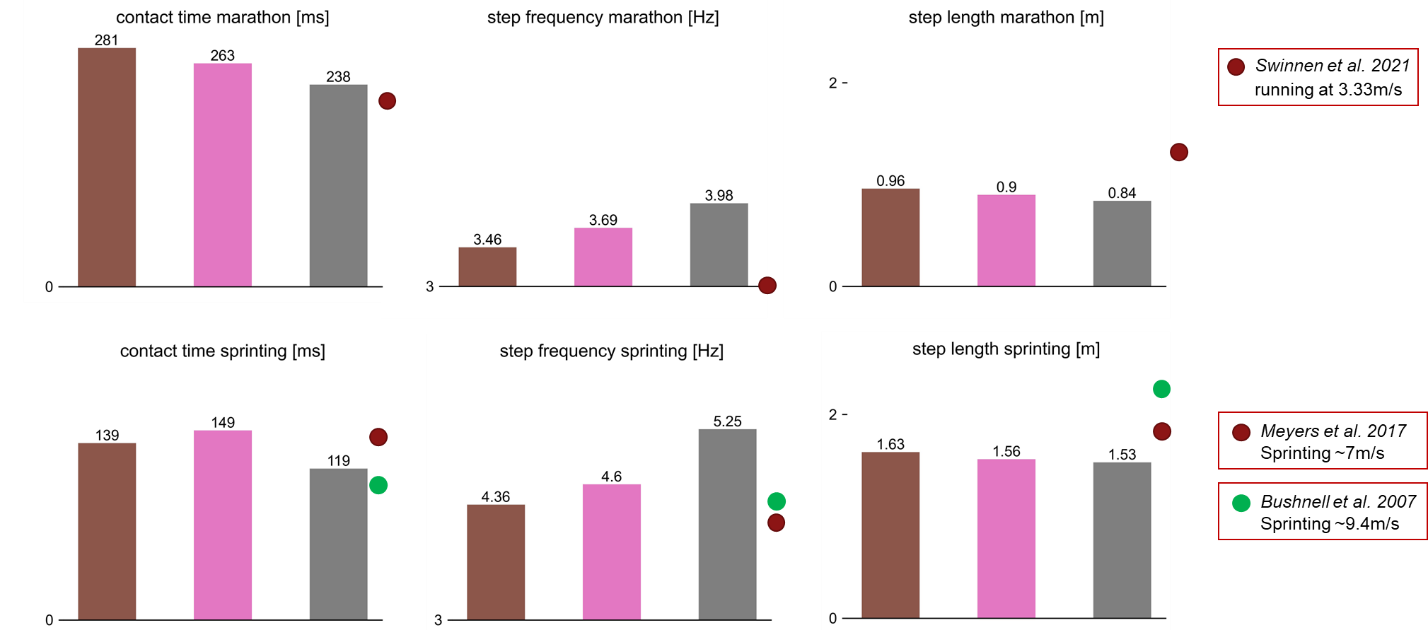 contact time marathon [ms]
step frequency marathon [Hz]
step length marathon [m]
281
263
238
0
3.46
3.69
3.98
3
2
0.96
0.9
0.84
0
Swinnen et al. 2021
running at 3.33m/s
contact time sprinting [ms]
step frequency sprinting [Hz]
step length sprinting [m]
139
149
119
0
4.36
4.6
5.25
3
2
1.63
1.56
1.53
0
Meyers et al. 2017
Sprinting ~7m/s
Bushnell et al. 2007
Sprinting ~9.4m/s